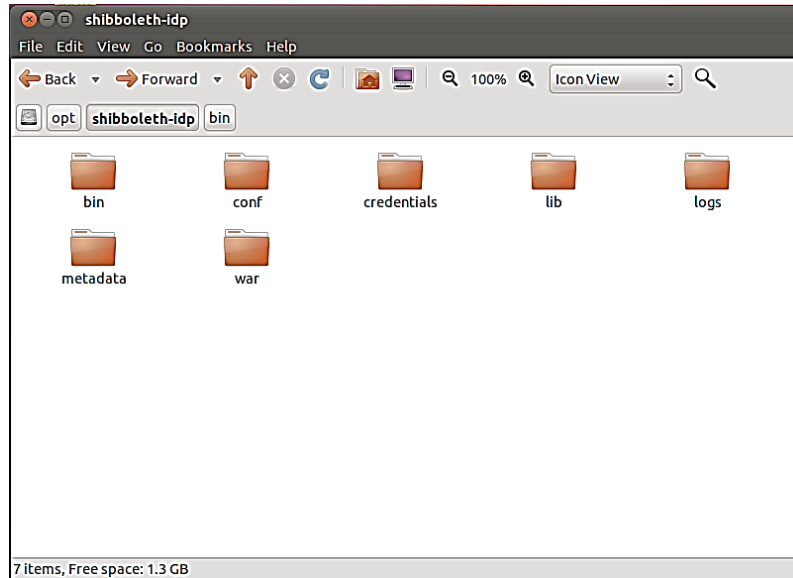 shibboleth-idp
File Edit View Go Bookmarks Help
Back Forward 100% Icon View
opt shibboleth-idp bin
bin conf credentials lib logs
metadata war
7 items, Free space: 1.3 GB